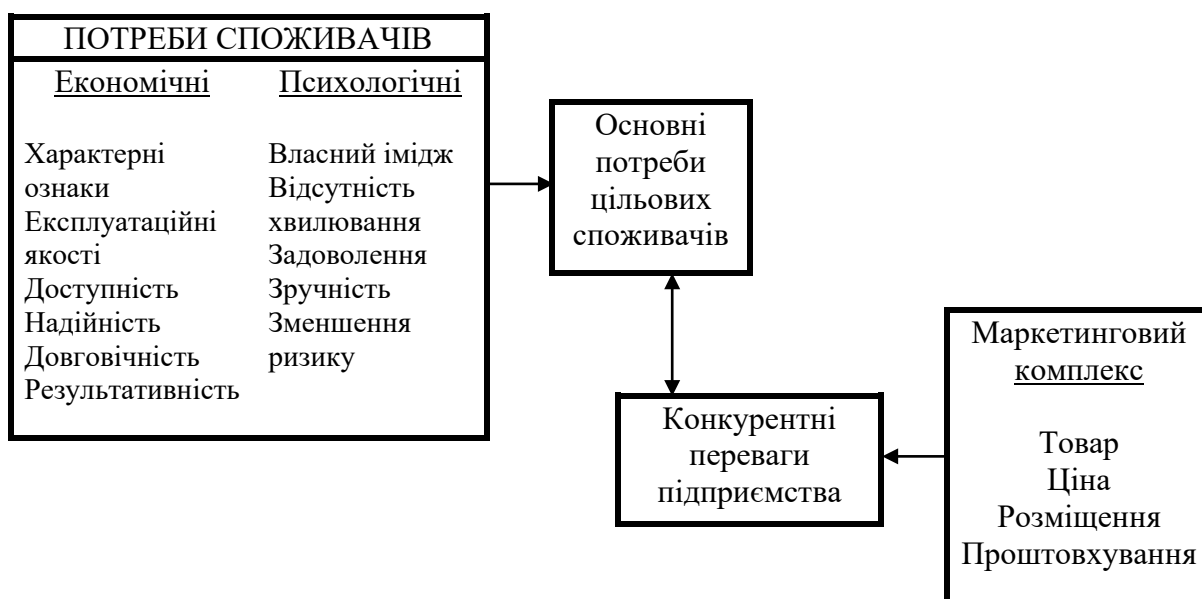 ПОТРЕБИ СПОЖИВАЧІВ
Економічні
Характерні
ознаки
Експлуатаційні
якості
Доступність
Надійність
Довговічність
Результативність
Психологічні
Власний імідж
Відсутність
хвилювання
Задоволення
Зручність
Зменшення
ризику
Основні
потреби
цільових
споживачів
Конкурентні
переваги
підприємства
Маркетинговий
комплекс
Товар
Ціна
Розміщення
Проштовхування